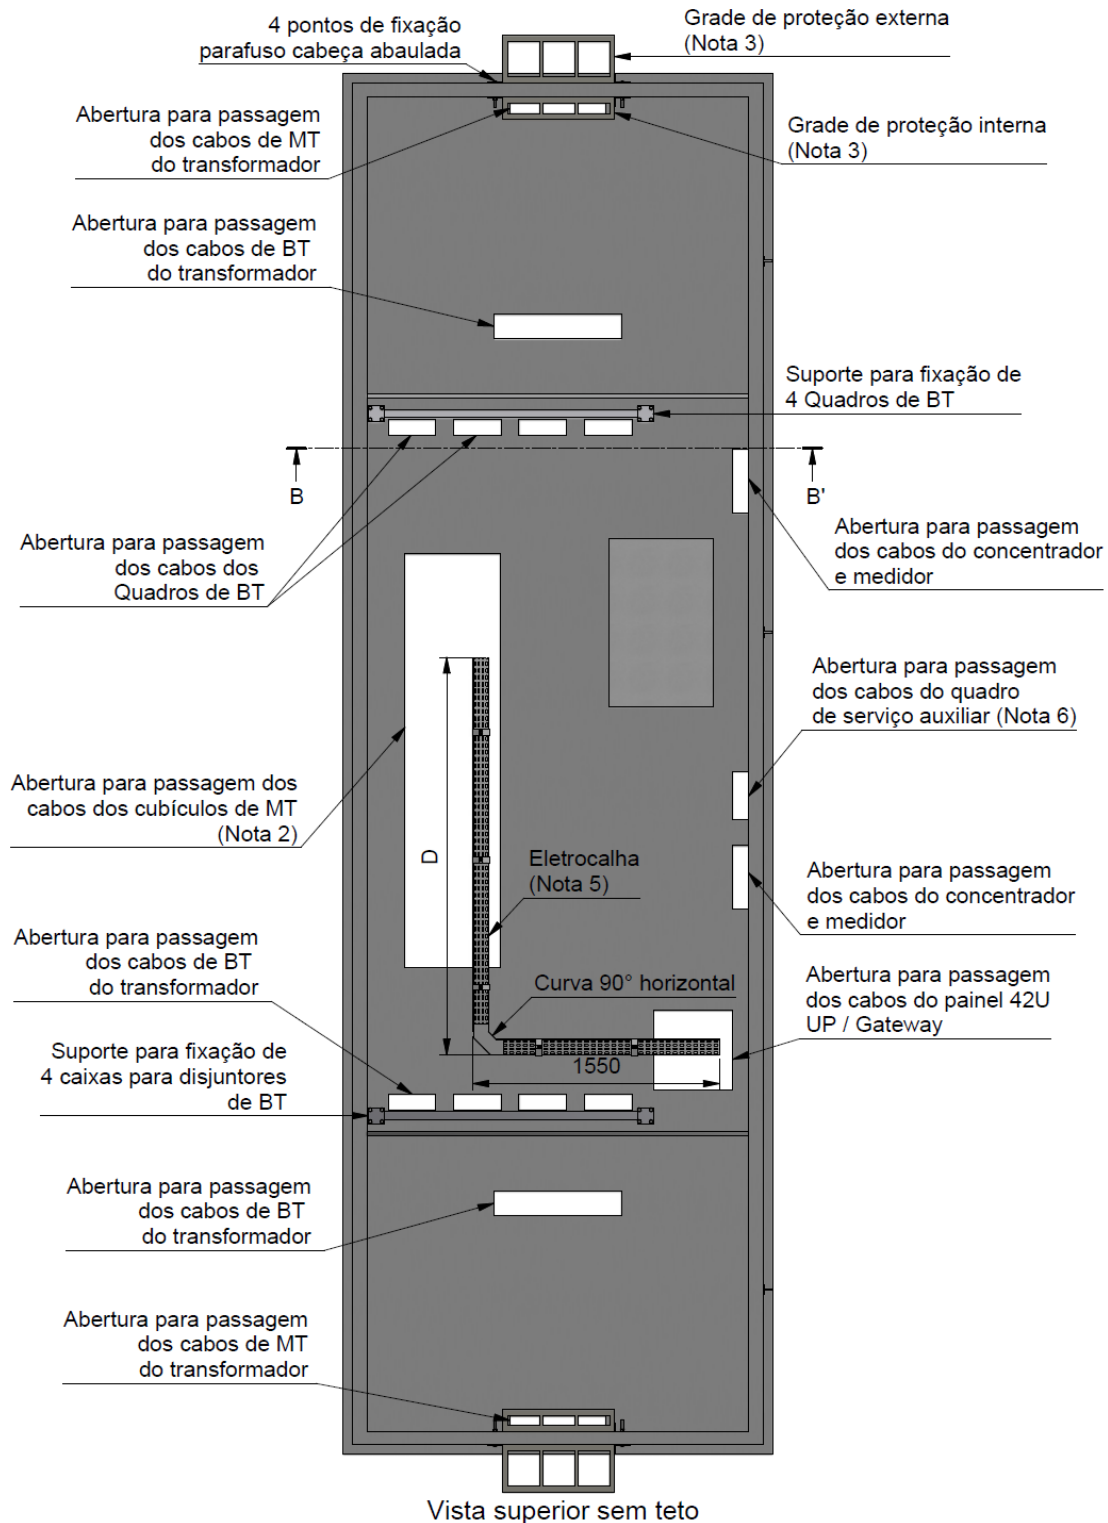 4 pontos de fixação
parafuso cabeça abaulada
Grade de proteção externa
(Nota 3)
Abertura para passagem
dos cabos de MT
do transformador
Grade de proteção interna
(Nota 3)
Abertura para passagem
dos cabos de BT
do transformador
Suporte para fixação de
4 Quadros de BT
B
B'
Abertura para passagem
dos cabos dos
Quadros de BT
Abertura para passagem
dos cabos do concentrador
e medidor
Abertura para passagem
dos cabos do quadro
de serviço auxiliar (Nota 6)
Abertura para passagem dos
cabos dos cubículos de MT
(Nota 2)
D
Eletrocalha
(Nota 5)
Abertura para passagem
dos cabos do concentrador
e medidor
Abertura para passagem
dos cabos de BT
do transformador
Curva 90° horizontal
Abertura para passagem
dos cabos do painel 42U
UP / Gateway
1550
Suporte para fixação de
4 caixas para disjuntores
de BT
Abertura para passagem
dos cabos de BT
do transformador
Abertura para passagem
dos cabos de MT
do transformador
Vista superior sem teto